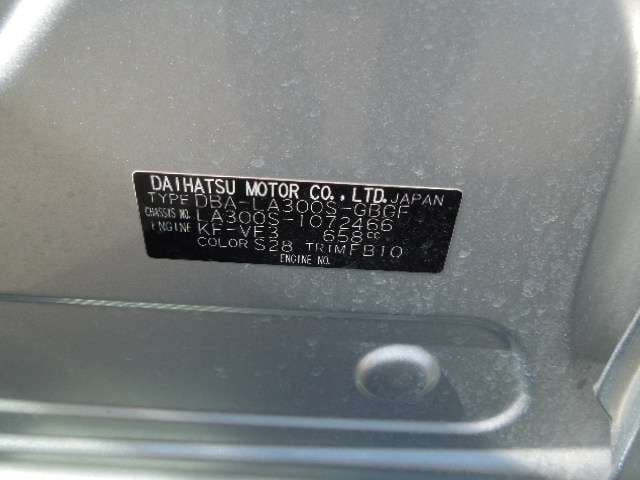 DAIHATSU MOTOR CO., LTD. JAPAN
TYPE DBA-LA300S-GBGF
CHASSIS NO. LA300S-1072466
ENGINE KF-VE3 658cc
COLOR S28 TRIM FB10
ENGINE NO.